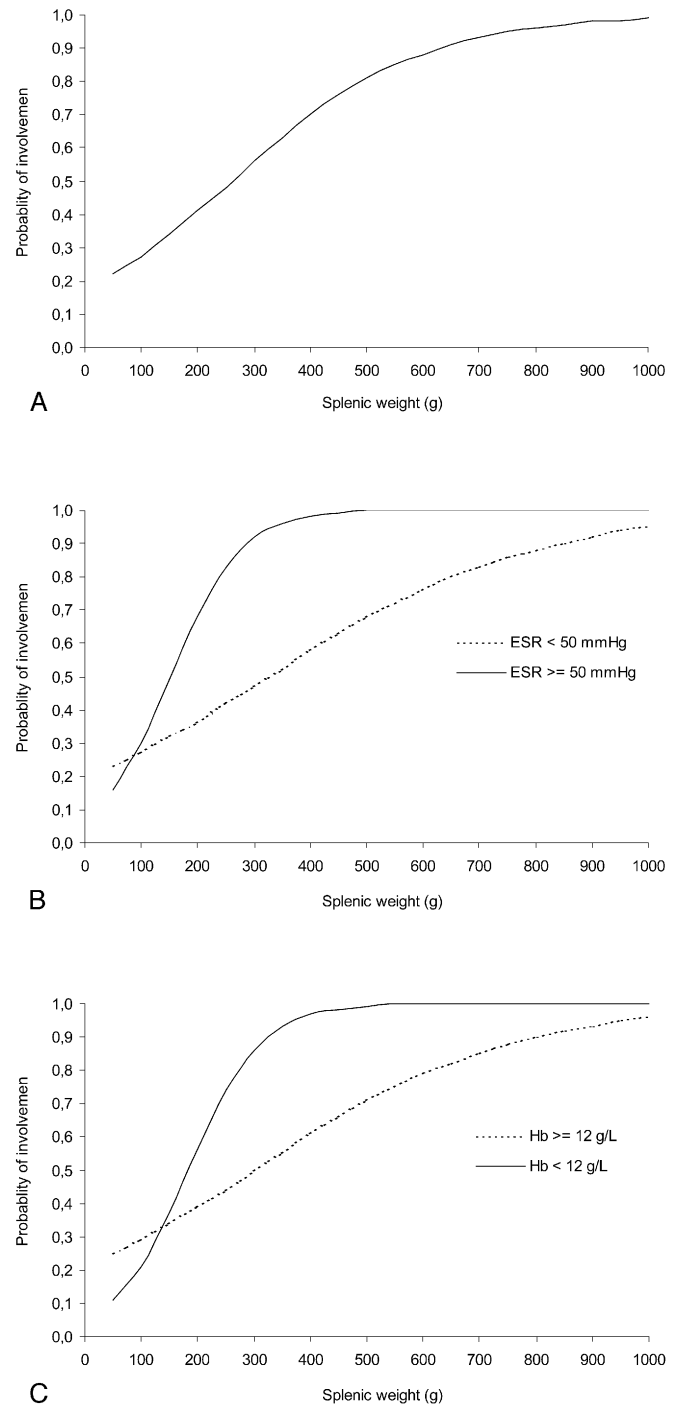 1,0
0,9
0,8
0,7
0,6
0,5
0,4
0,3
0,2
0,1
0,0
Probablity of involvemen
0 100 200 300 400 500 600 700 800 900 1000
Splenic weight (g)
A
1,0
0,9
0,8
0,7
0,6
0,5
0,4
0,3
0,2
0,1
0,0
Probablity of involvemen
ESR < 50 mmHg
ESR >= 50 mmHg
0 100 200 300 400 500 600 700 800 900 1000
Splenic weight (g)
B
1,0
0,9
0,8
0,7
0,6
0,5
0,4
0,3
0,2
0,1
0,0
Probablity of involvemen
Hb >= 12 g/L
Hb < 12 g/L
0 100 200 300 400 500 600 700 800 900 1000
Splenic weight (g)
C